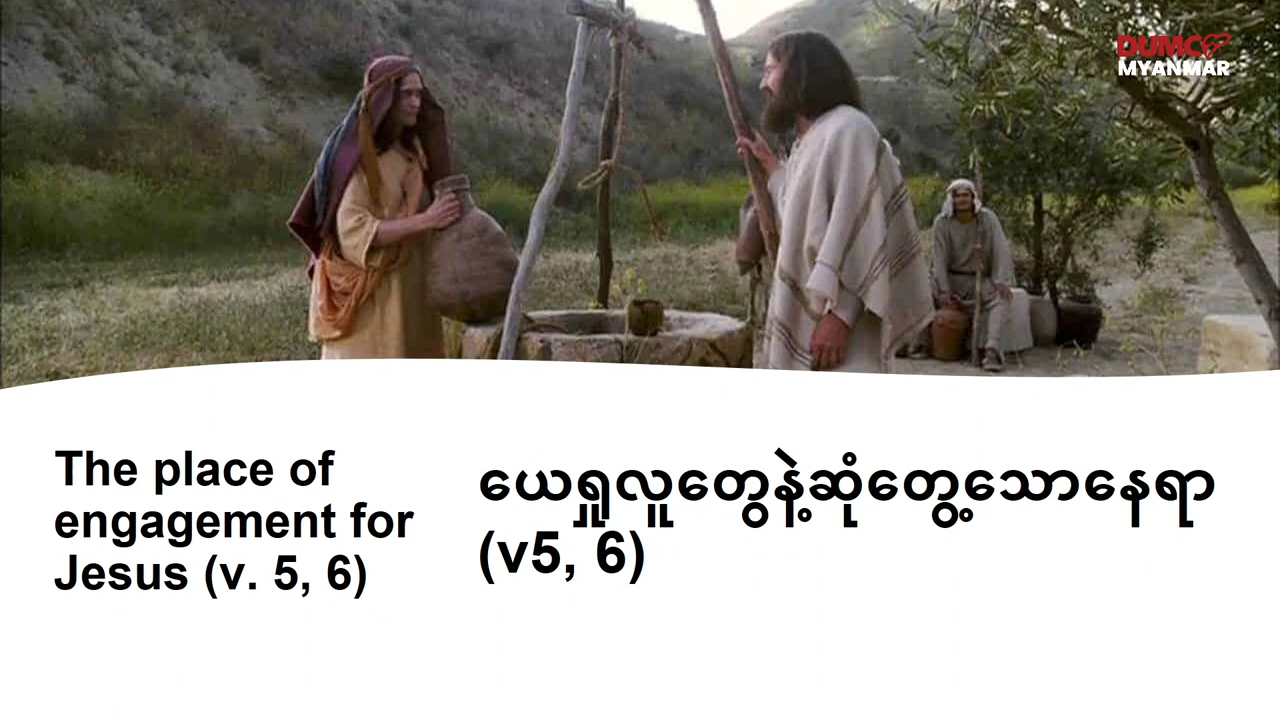 DUMC
MYANMAR
The place of
engagement for
Jesus (v. 5, 6)
ယေရှုလူတွေနဲ့ဆုံတွေ့သောနေရာ
(v5, 6)